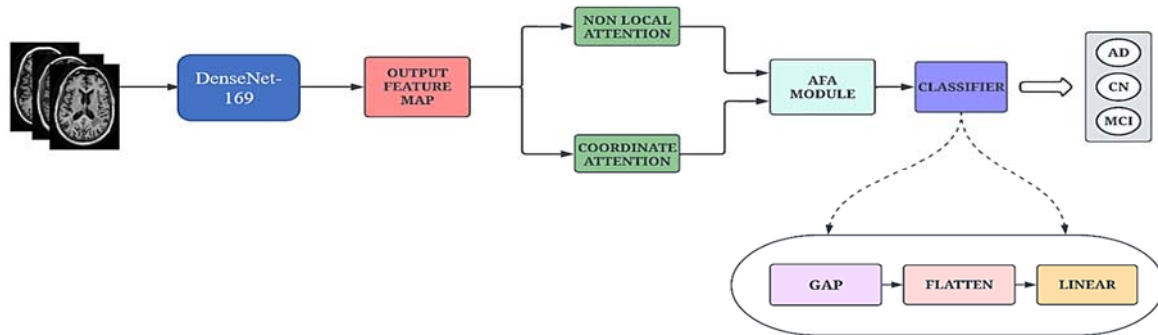 DenseNet-
169
OUTPUT
FEATURE
MAP
NON LOCAL
ATTENTION
COORDINATE
ATTENTION
AFA
MODULE
CLASSIFIER
AD
CN
MCI
GAP
FLATTEN
LINEAR